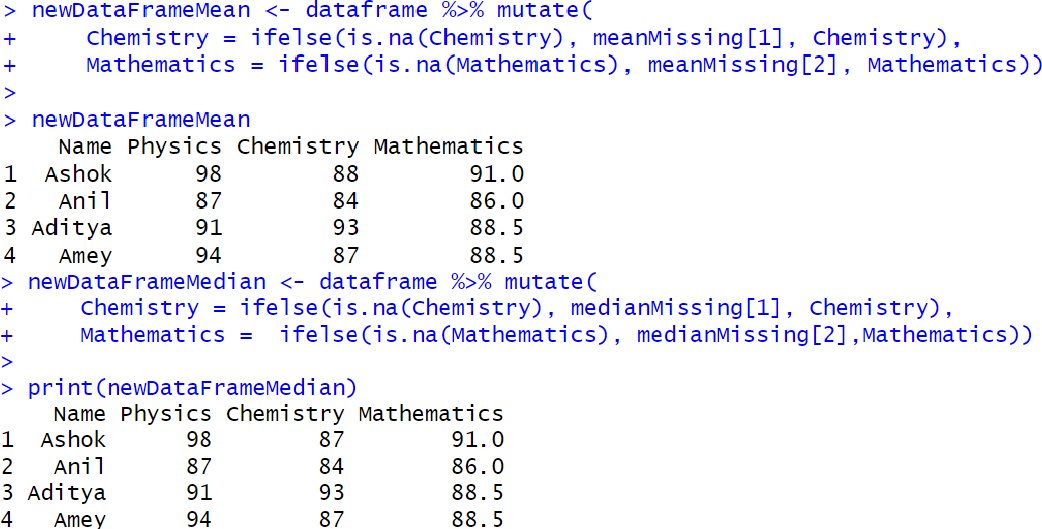 > newDataFrameMean <- dataframe %>% mutate(
+     Chemistry = ifelse(is.na(Chemistry), meanMissing[1], Chemistry),
+     Mathematics = ifelse(is.na(Mathematics), meanMissing[2], Mathematics))
>
> newDataFrameMean
    Name Physics Chemistry Mathematics
1  Ashok      98        88        91.0
2   Anil      87        84        86.0
3 Aditya      91        93        88.5
4   Amey      94        87        88.5
> newDataFrameMedian <- dataframe %>% mutate(
+     Chemistry = ifelse(is.na(Chemistry), medianMissing[1], Chemistry),
+     Mathematics =  ifelse(is.na(Mathematics), medianMissing[2],Mathematics))
>
> print(newDataFrameMedian)
    Name Physics Chemistry Mathematics
1  Ashok      98        87        91.0
2   Anil      87        84        86.0
3 Aditya      91        93        88.5
4   Amey      94        87        88.5